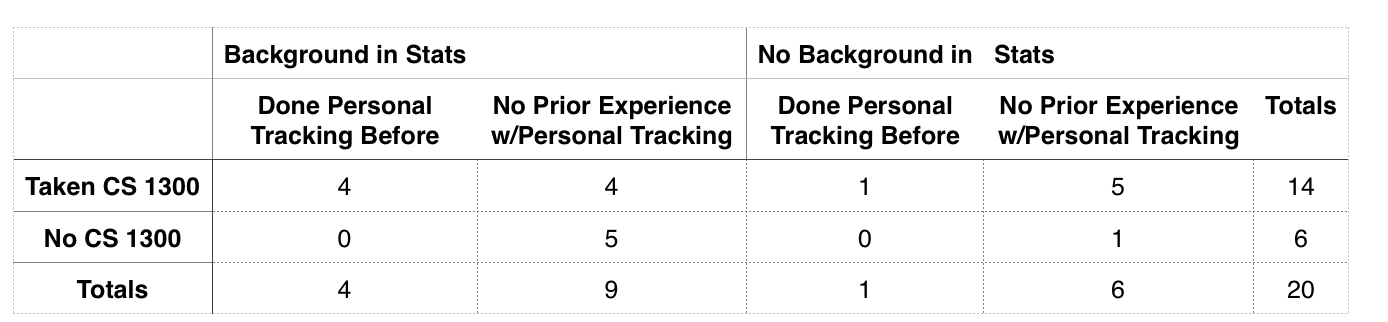 Background in Stats No Background in Stats
Done Personal No Prior Experience Done Personal No Prior Experience Totals
Tracking Before w/Personal Tracking Tracking Before w/Personal Tracking
Taken CS 1300 4 4 1 5 14
No CS 1300 0 5 0 1 6
Totals 4 9 1 6 20